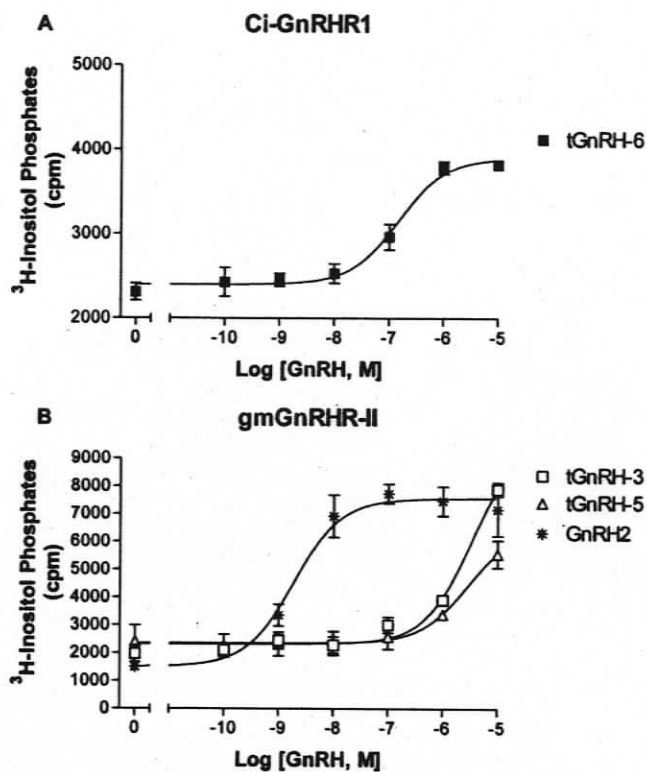 A
Ci-GnRHR1
5000
4000
3000
2000
³H-Inositol Phosphates
(cpm)
0 -10 -9 -8 -7 -6 -5
Log [GnRH, M]
tGnRH-6
B
gmGnRHR-II
9000
8000
7000
6000
5000
4000
3000
2000
1000
0
³H-Inositol Phosphates
(cpm)
0 -10 -9 -8 -7 -6 -5
Log [GnRH, M]
tGnRH-3
tGnRH-5
GnRH2